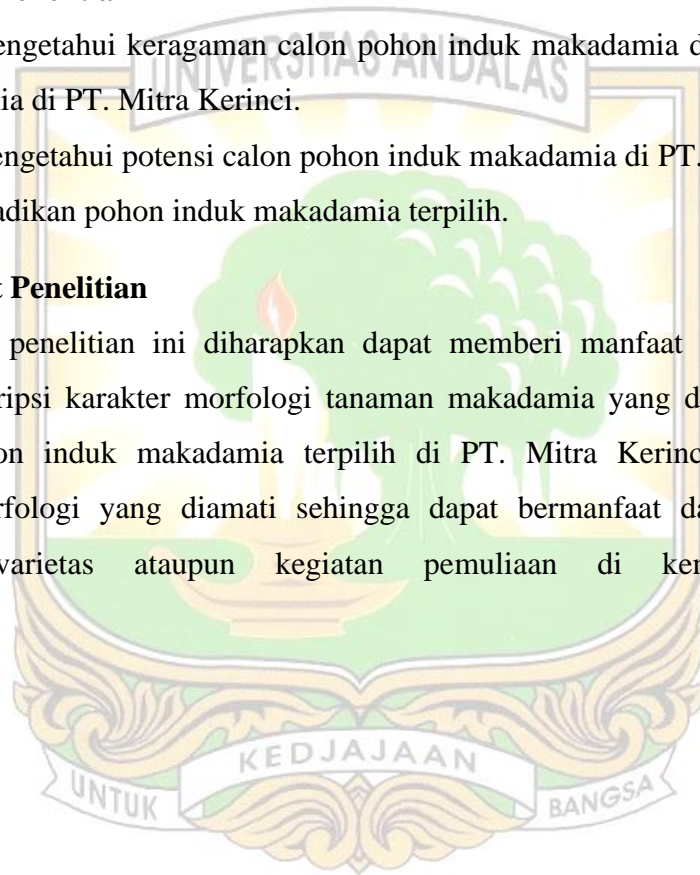 UNIVERSITAS ANDALAS
engetahui keragaman calon pohon induk makadamia d
ia di PT. Mitra Kerinci.
engetahui potensi calon pohon induk makadamia di PT.
adikan pohon induk makadamia terpilih.
t Penelitian
penelitian ini diharapkan dapat memberi manfaat
ripsi karakter morfologi tanaman makadamia yang d
on induk makadamia terpilih di PT. Mitra Kerinc
rfologi yang diamati sehingga dapat bermanfaat da
varietas ataupun kegiatan pemuliaan di ke
KEDJAJAAN
UNTUK
BANGSA